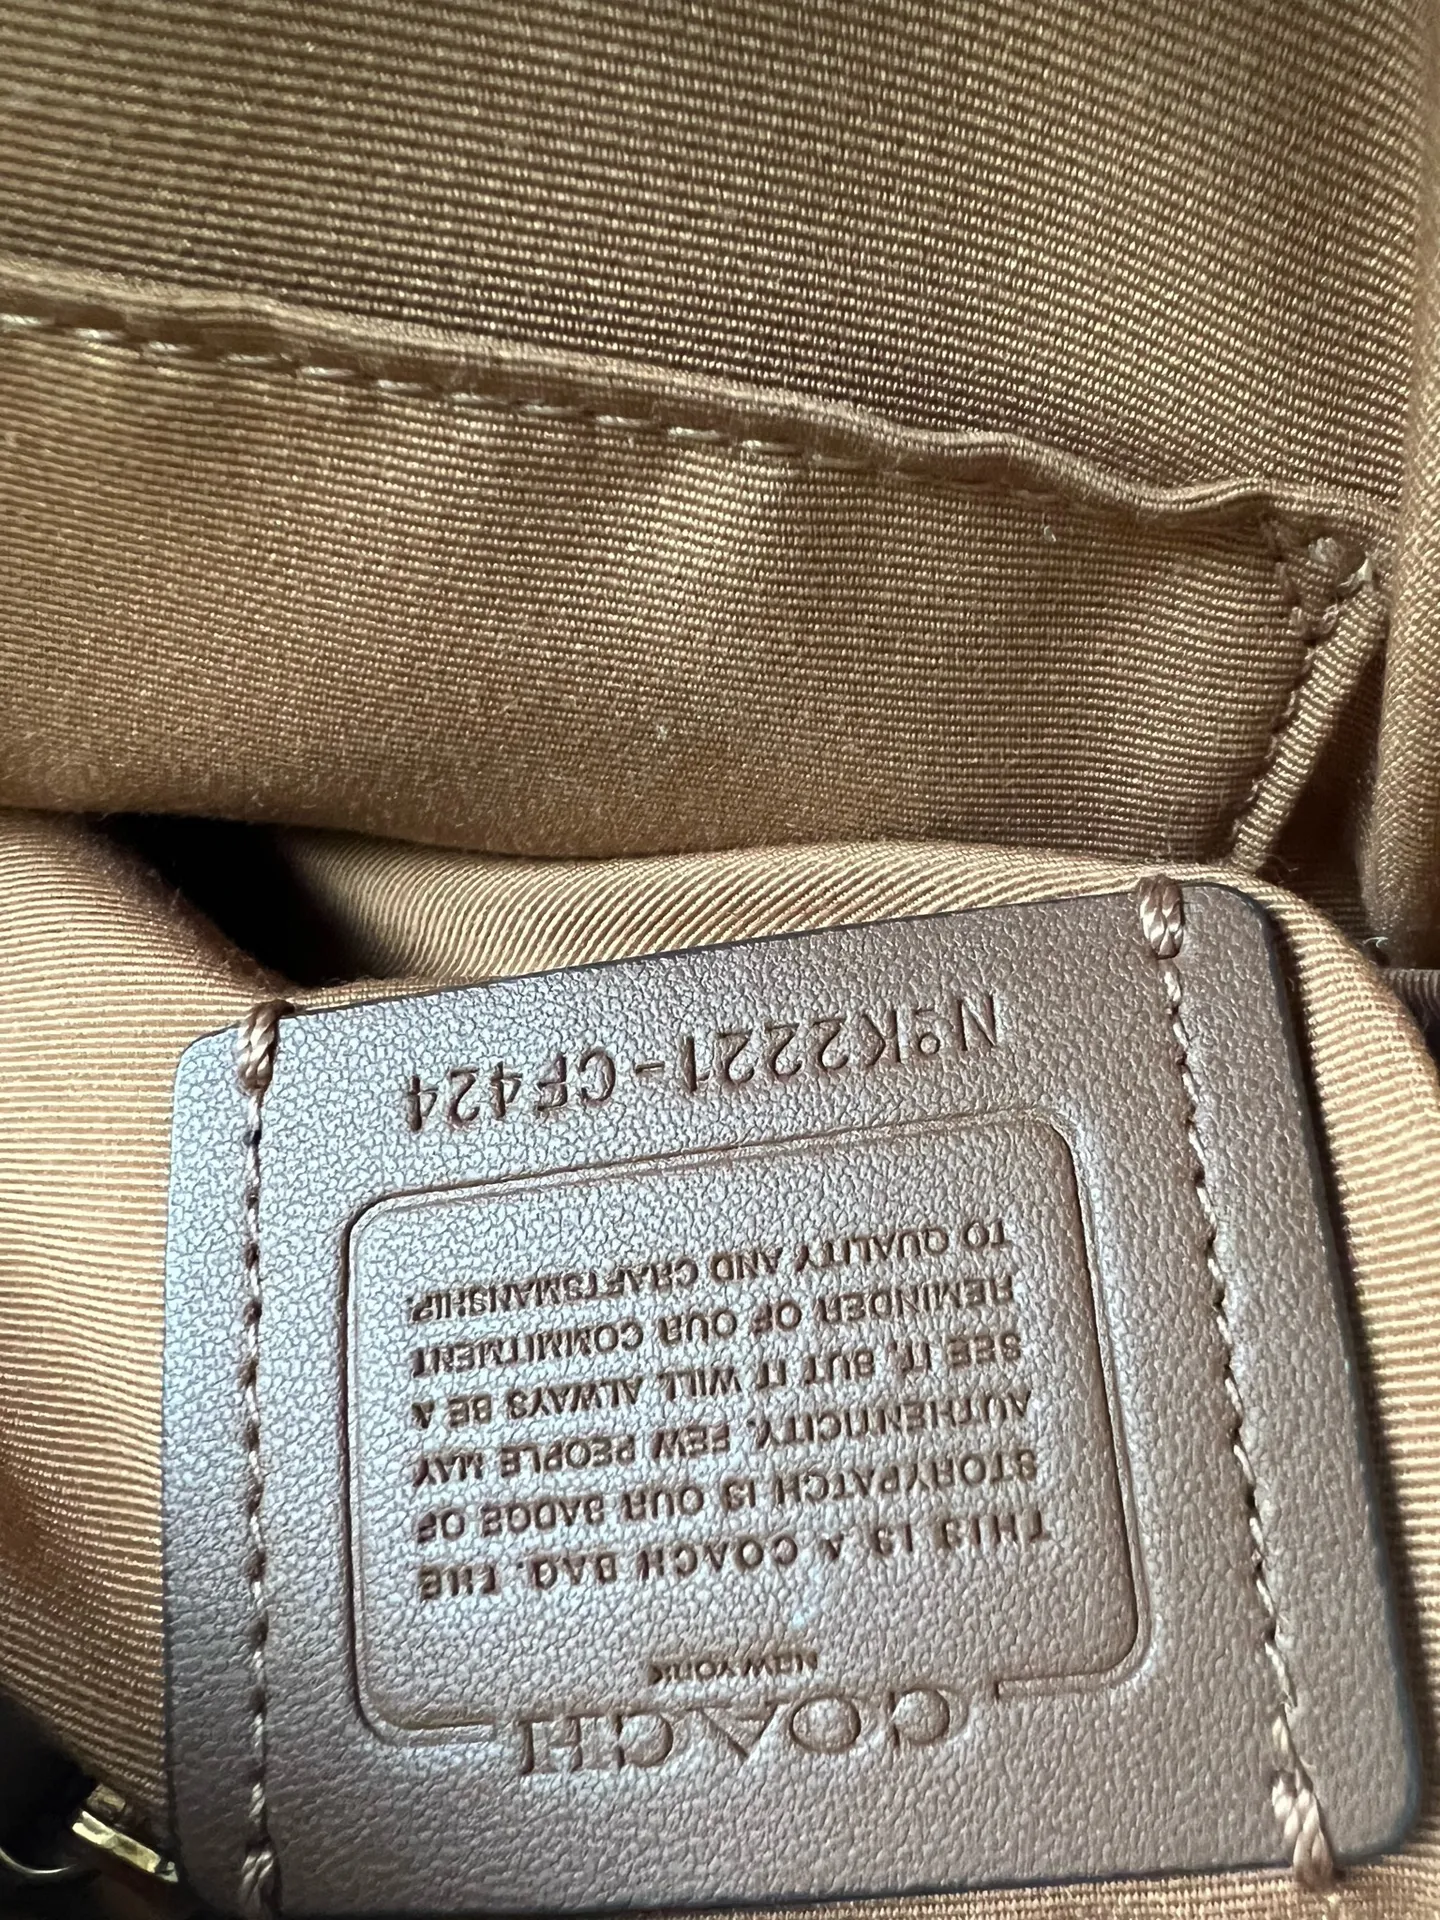 COACH
NEW YORK
THIS IS A COACH BAG. THE
STORYPATCH IS OUR BADGE OF
AUTHENTICITY. FEW PEOPLE MAY
SEE IT, BUT IT WILL ALWAYS BE A
REMINDER OF OUR COMMITMENT
TO QUALITY AND CRAFTSMANSHIP.
NºK2221-CF424